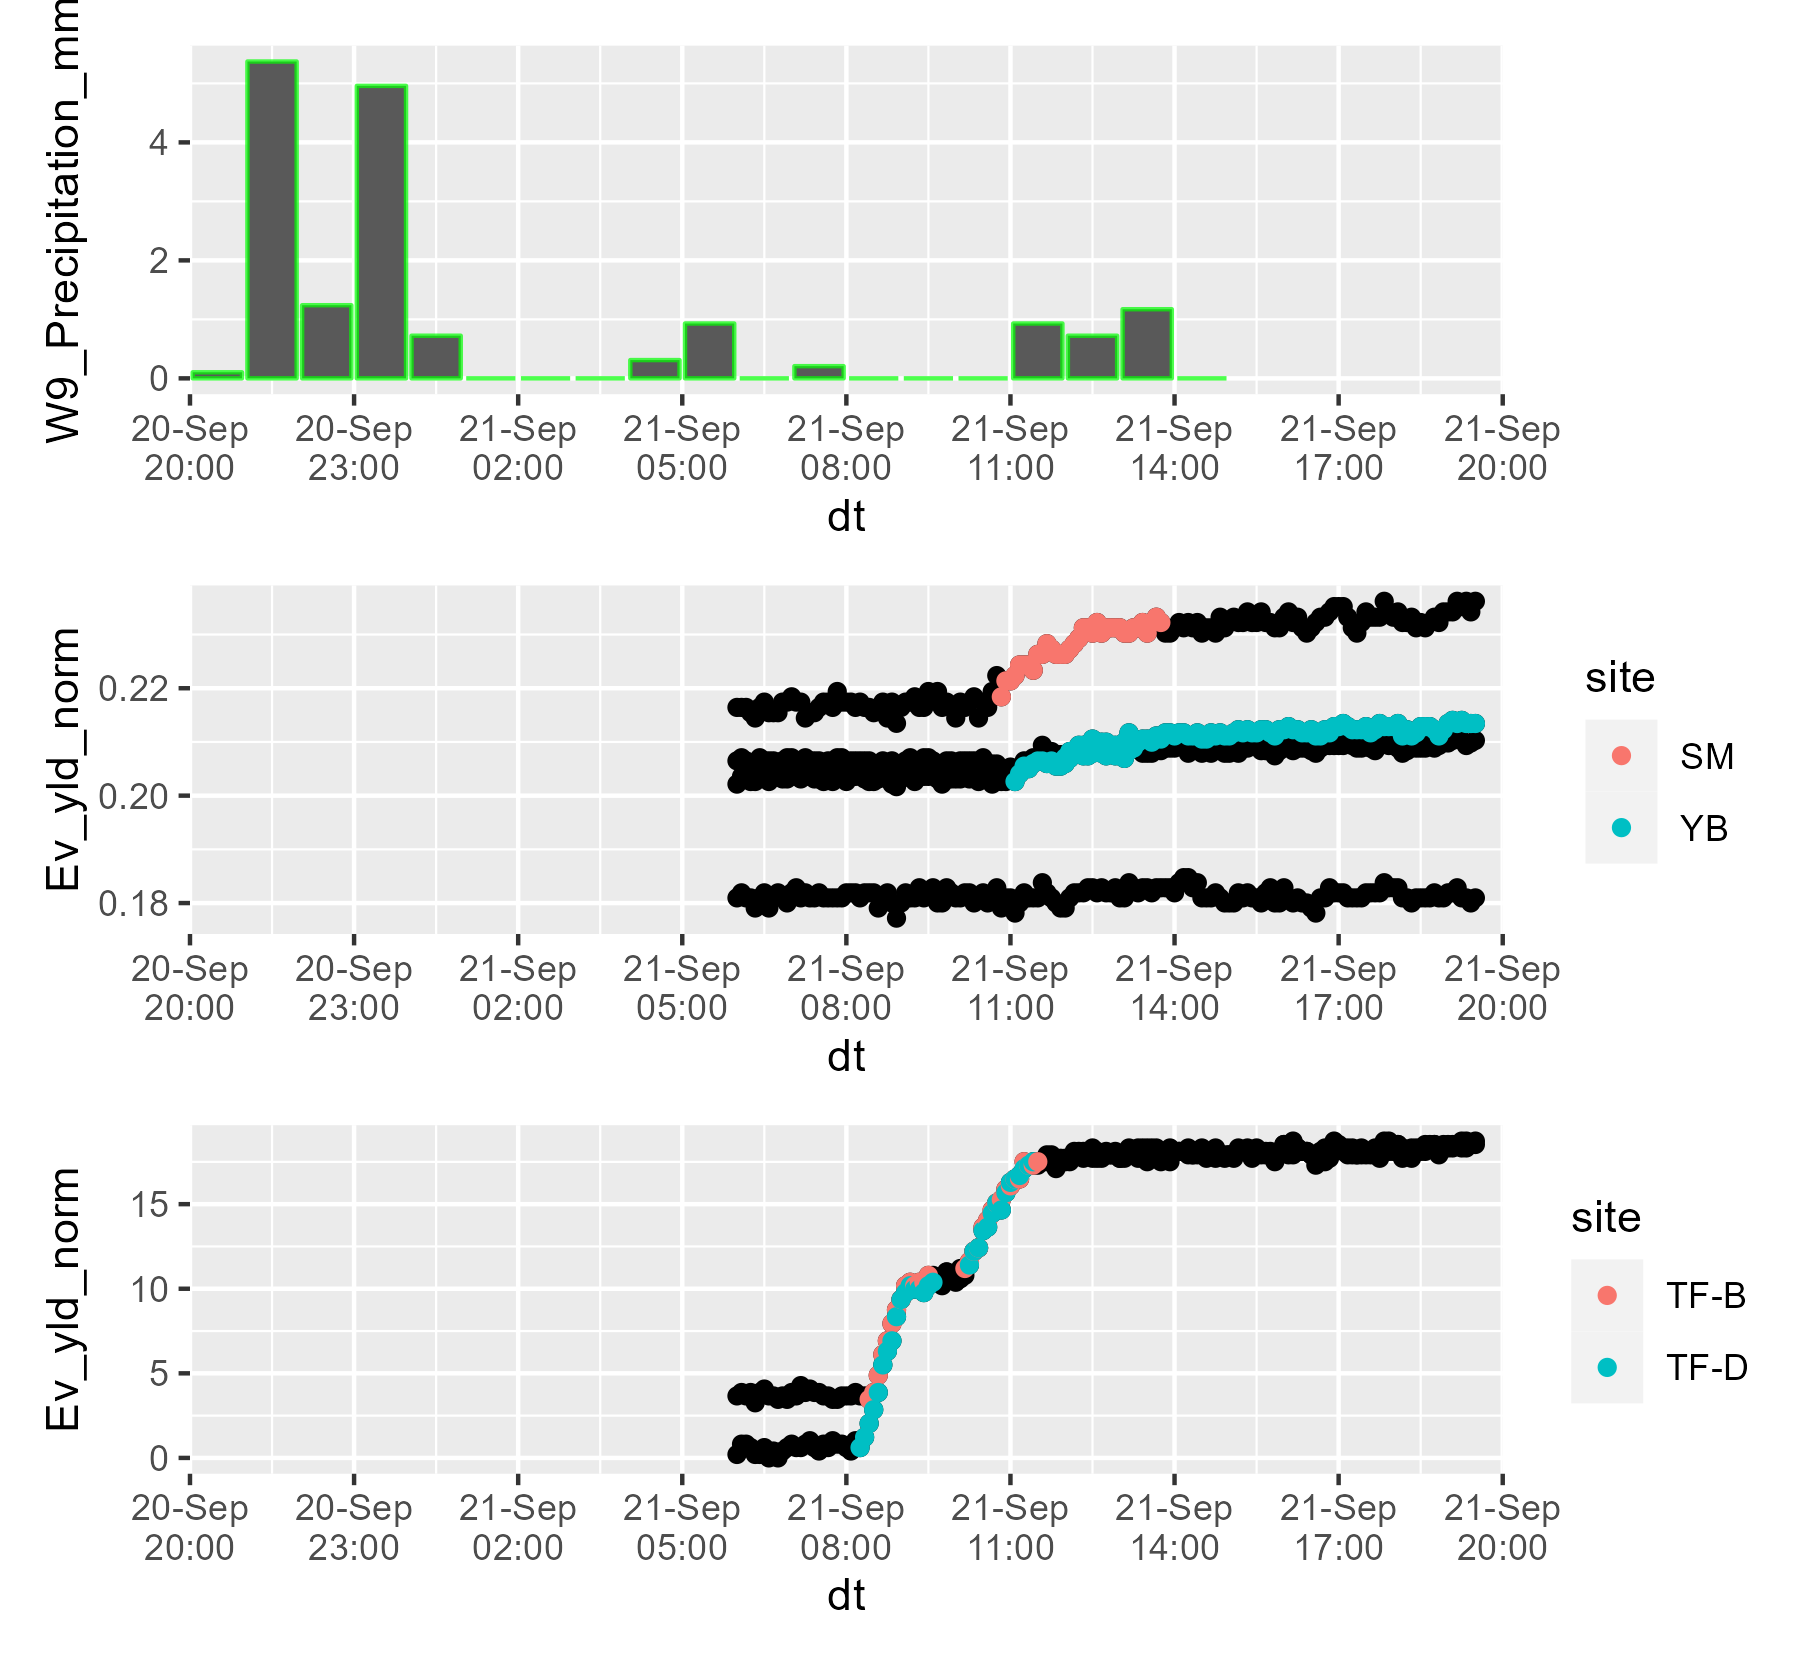 W9_Precipitation_mm
4
2
0
20-Sep 20-Sep 21-Sep 21-Sep 21-Sep 21-Sep 21-Sep 21-Sep 21-Sep
20:00 23:00 02:00 05:00 08:00 11:00 14:00 17:00 20:00
dt
Ev_yld_norm
0.22
0.20
0.18
site
SM
YB
20-Sep 20-Sep 21-Sep 21-Sep 21-Sep 21-Sep 21-Sep 21-Sep 21-Sep
20:00 23:00 02:00 05:00 08:00 11:00 14:00 17:00 20:00
dt
Ev_yld_norm
15
10
5
0
site
TF-B
TF-D
20-Sep 20-Sep 21-Sep 21-Sep 21-Sep 21-Sep 21-Sep 21-Sep 21-Sep
20:00 23:00 02:00 05:00 08:00 11:00 14:00 17:00 20:00
dt